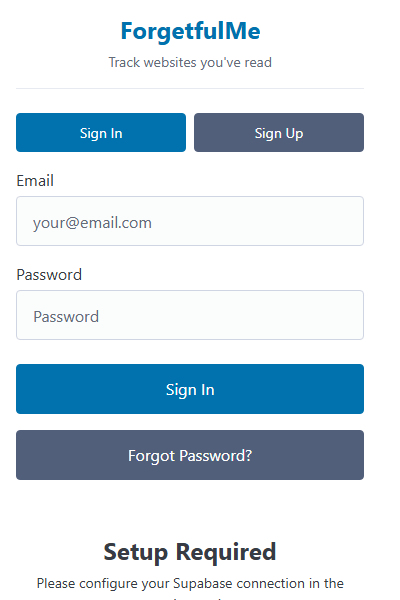 ForgetfulMe
Track websites you've read
Sign In
Sign Up
Email
your@email.com
Password
Password
Sign In
Forgot Password?
Setup Required
Please configure your Supabase connection in the